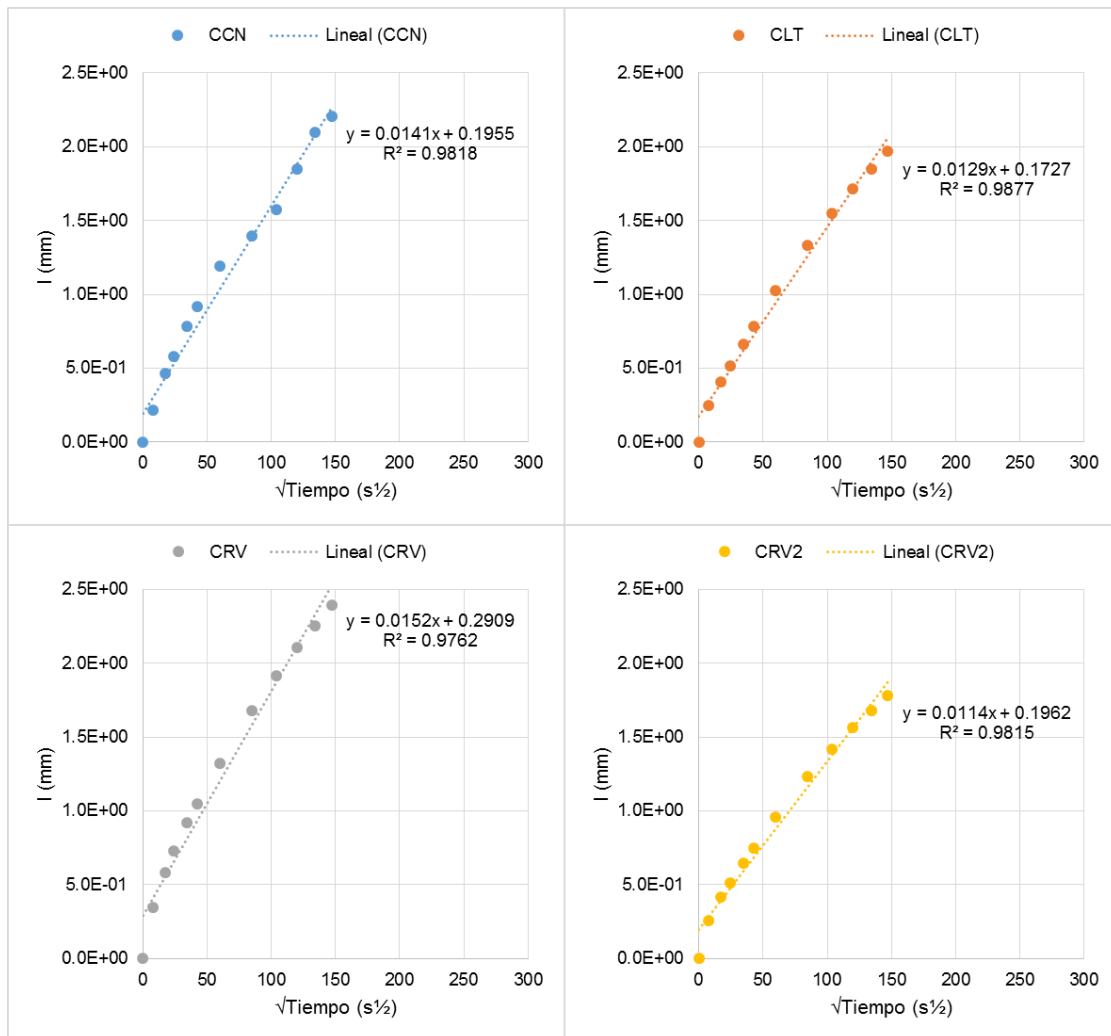 CCN Lineal (CCN)
2.5E+00
2.0E+00
1.5E+00
1.0E+00
5.0E-01
0.0E+00
I (mm)
y = 0.0141x + 0.1955
R² = 0.9818
0 50 100 150 200 250 300
√Tiempo (s½)
CLT Lineal (CLT)
2.5E+00
2.0E+00
1.5E+00
1.0E+00
5.0E-01
0.0E+00
I (mm)
y = 0.0129x + 0.1727
R² = 0.9877
0 50 100 150 200 250 300
√Tiempo (s½)
CRV Lineal (CRV)
2.5E+00
2.0E+00
1.5E+00
1.0E+00
5.0E-01
0.0E+00
I (mm)
y = 0.0152x + 0.2909
R² = 0.9762
0 50 100 150 200 250 300
√Tiempo (s½)
CRV2 Lineal (CRV2)
2.5E+00
2.0E+00
1.5E+00
1.0E+00
5.0E-01
0.0E+00
I (mm)
y = 0.0114x + 0.1962
R² = 0.9815
0 50 100 150 200 250 300
√Tiempo (s½)